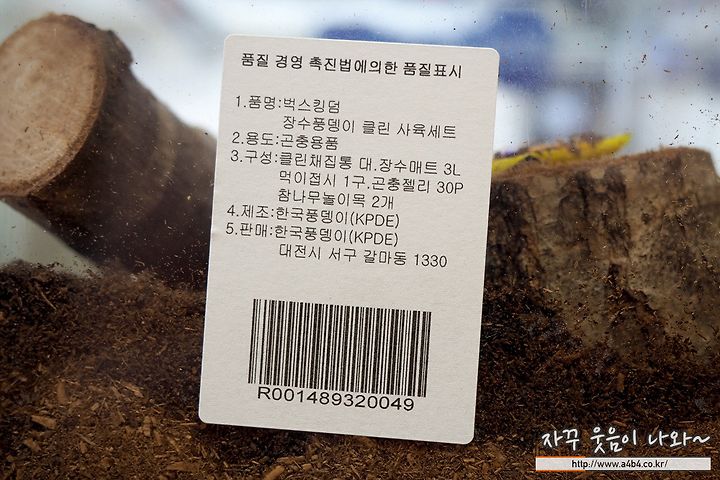 품질 경영 촉진법에의한 품질표시
1.품명:벅스킹덤
장수풍뎅이 클린 사육세트
2.용도:곤충용품
3.구성:클린채집통 대.장수매트 3L
먹이접시 1구.곤충젤리 30P
참나무놀이목 2개
4.제조:한국풍뎅이(KPDE)
5.판매:한국풍뎅이(KPDE)
대전시 서구 갈마동 1330
R001489320049
자꾸 웃음이 나와~
http://www.a4b4.co.kr/